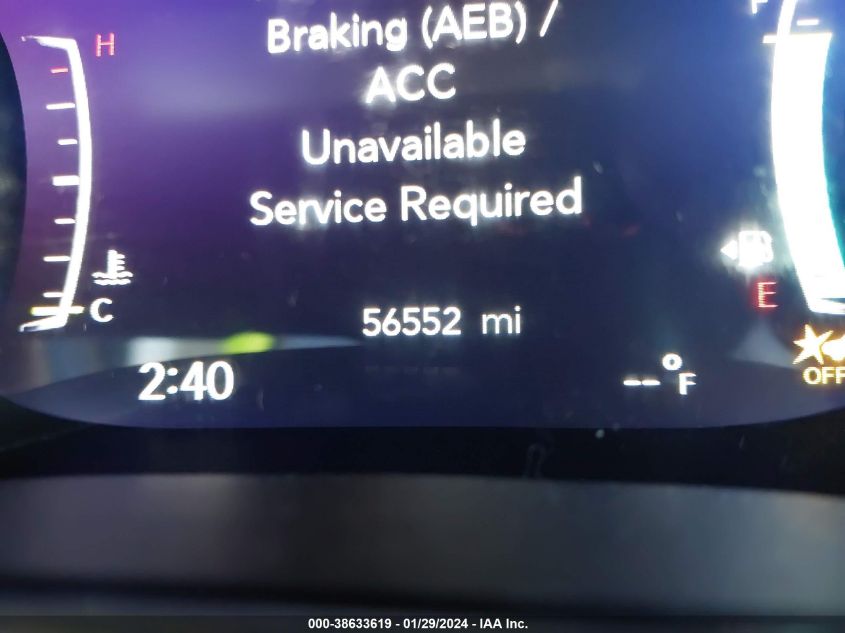 Braking (AEB) /
ACC
Unavailable
Service Required
H
F
C
E
56552 mi
2:40
--°F
OFF
000-38633619 - 01/29/2024 - IAA Inc.